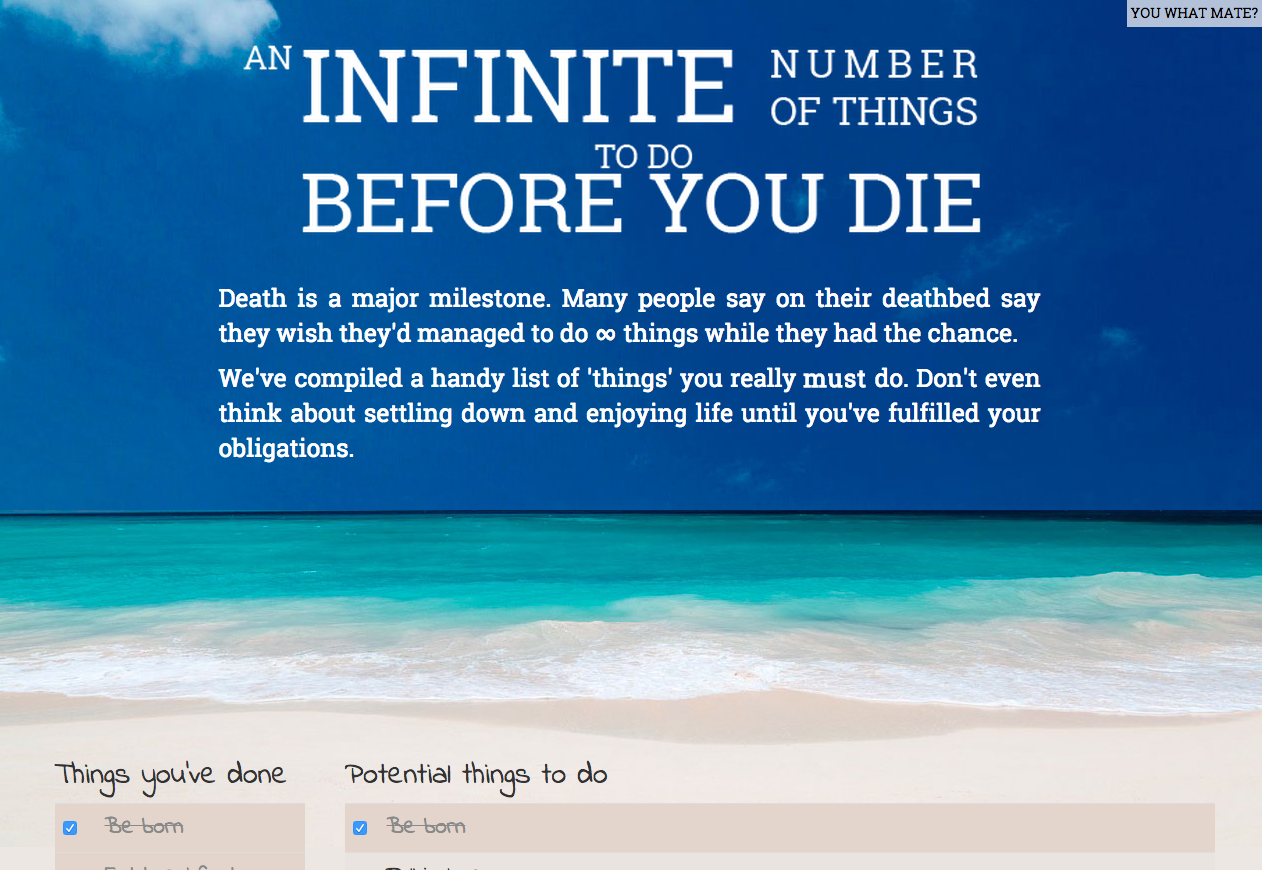 YOU WHAT MATE?
AN INFINITE NUMBER
OF THINGS
TO DO
BEFORE YOU DIE
Death is a major milestone. Many people say on their deathbed say
they wish they'd managed to do ∞ things while they had the chance.
We've compiled a handy list of 'things' you really must do. Don't even
think about settling down and enjoying life until you've fulfilled your
obligations.
Things you've done
Be born
Potential things to do
Be born